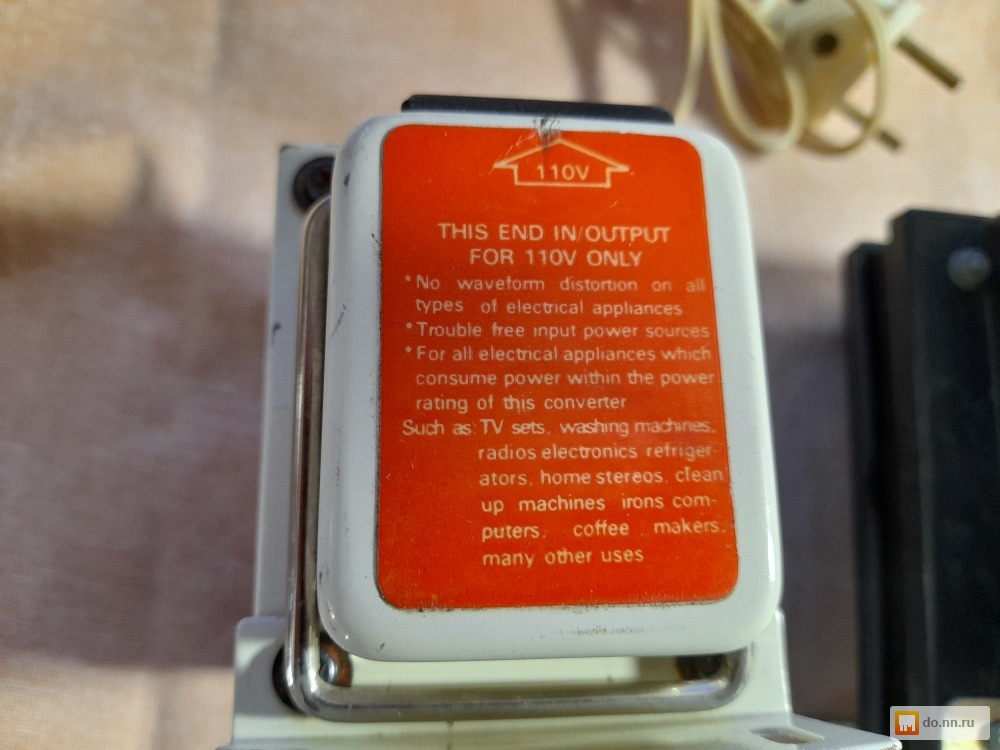 110V
THIS END IN/OUTPUT
FOR 110V ONLY
*No waveform distortion on all
types of electrical appliances
*Trouble free input power sources
*For all electrical appliances which
consume power within the power
rating of this converter
Such as: TV sets, washing machines,
radios electronics refriger-
ators, home stereos, clean
up machines irons com-
puters, coffee makers,
many other uses
do.nn.ru